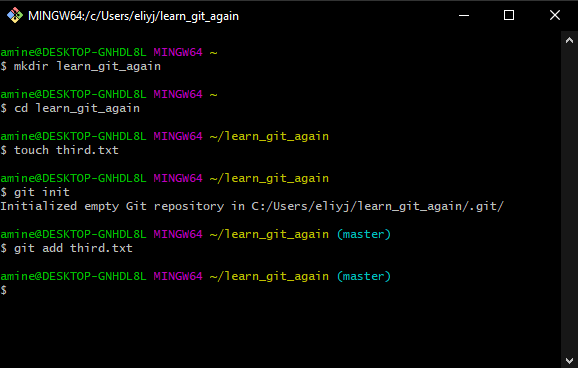 MINGW64:/c/Users/eliyj/learn_git_again
amine@DESKTOP-GNHDL8L MINGW64 ~
$ mkdir learn_git_again
amine@DESKTOP-GNHDL8L MINGW64 ~
$ cd learn_git_again
amine@DESKTOP-GNHDL8L MINGW64 ~/learn_git_again
$ touch third.txt
amine@DESKTOP-GNHDL8L MINGW64 ~/learn_git_again
$ git init
Initialized empty Git repository in C:/Users/eliyj/learn_git_again/.git/
amine@DESKTOP-GNHDL8L MINGW64 ~/learn_git_again (master)
$ git add third.txt
amine@DESKTOP-GNHDL8L MINGW64 ~/learn_git_again (master)
$